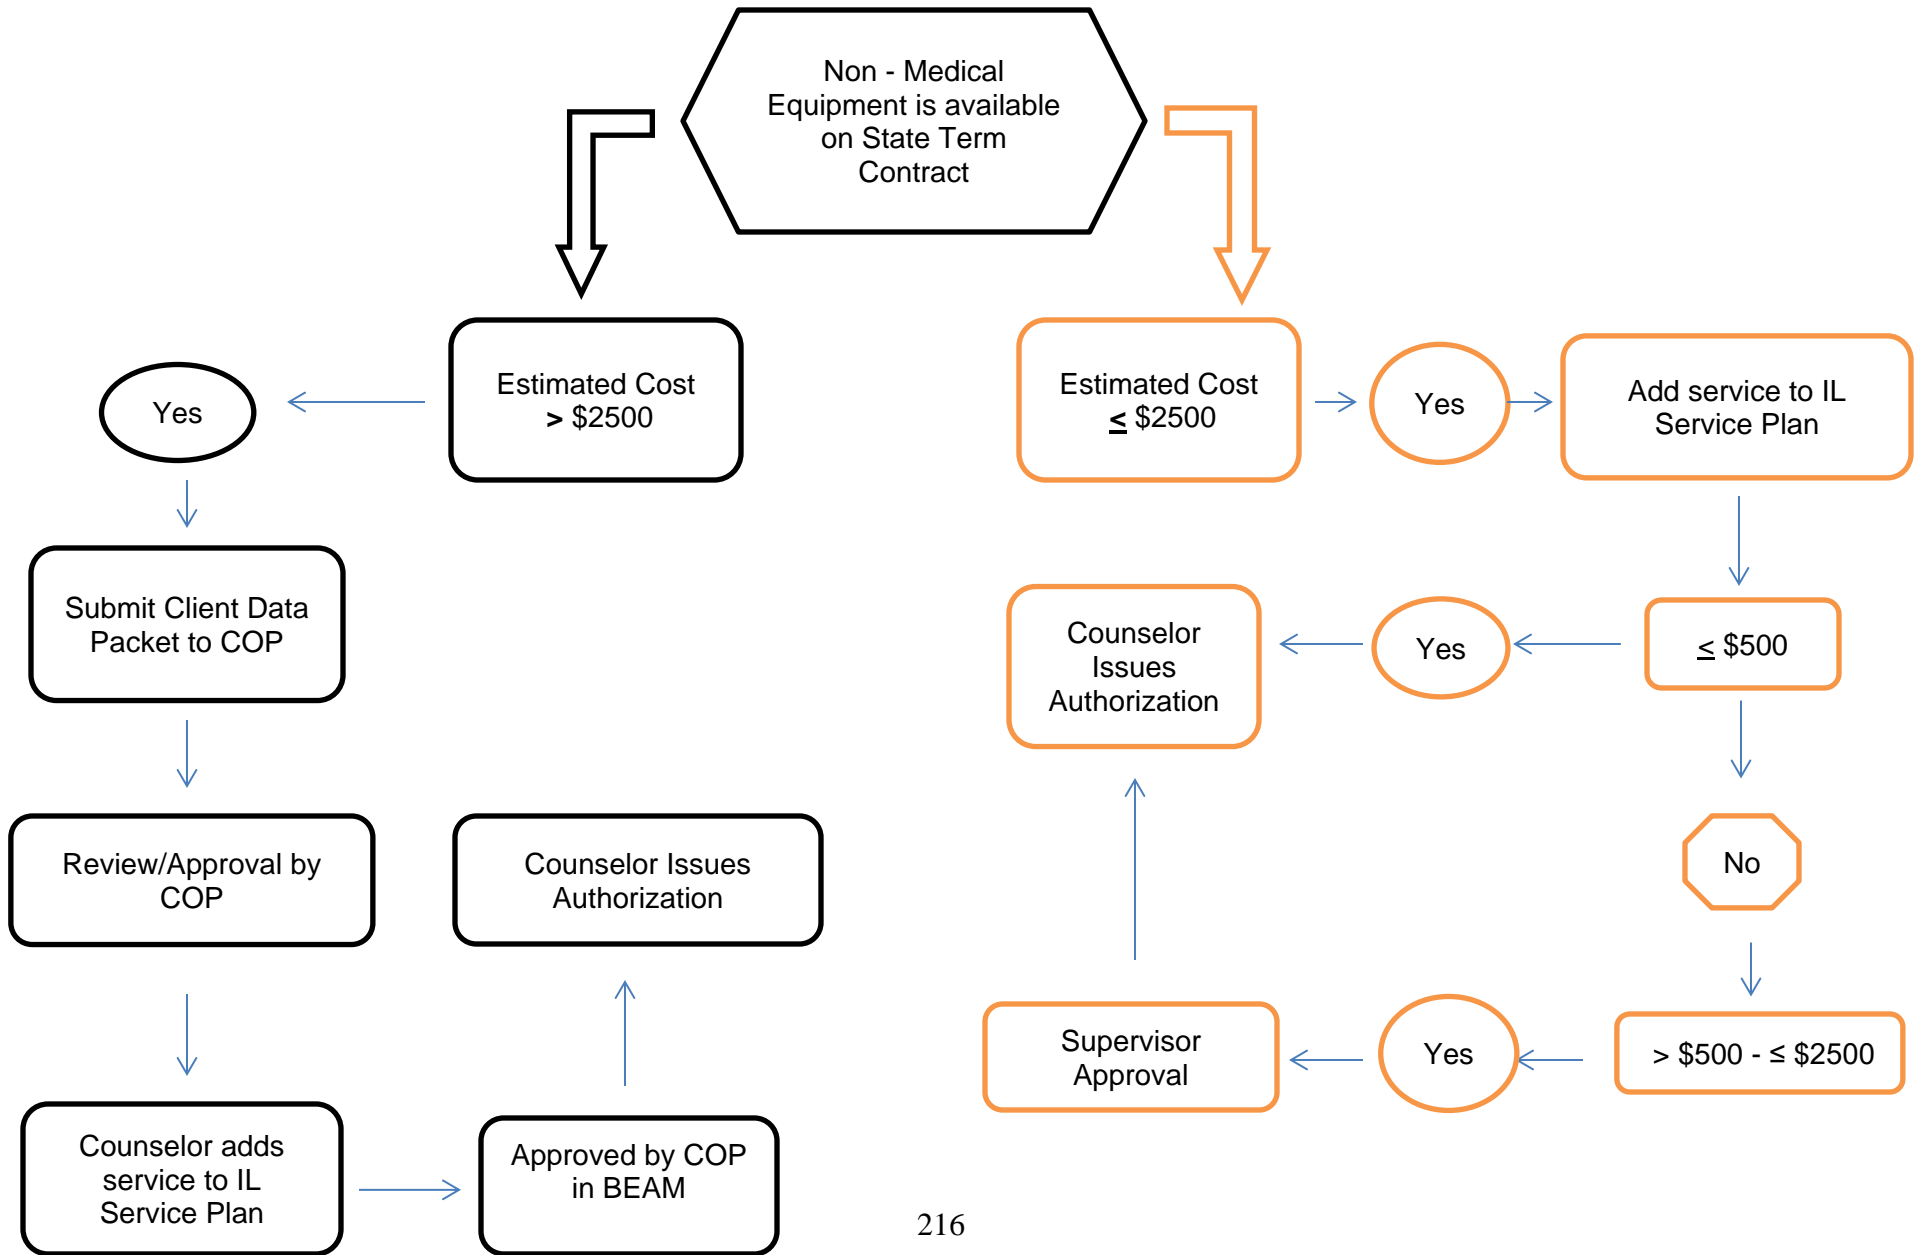 Non - Medical
Equipment is available
on State Term
Contract
Estimated Cost
> $2500
Yes
Submit Client Data
Packet to COP
Review/Approval by
COP
Counselor adds
service to IL
Service Plan
Approved by COP
in BEAM
Counselor Issues
Authorization
Estimated Cost
< $2500
Yes
Add service to IL
Service Plan
< $500
Yes
Counselor
Issues
Authorization
No
> $500 - ≤ $2500
Yes
Supervisor
Approval
216